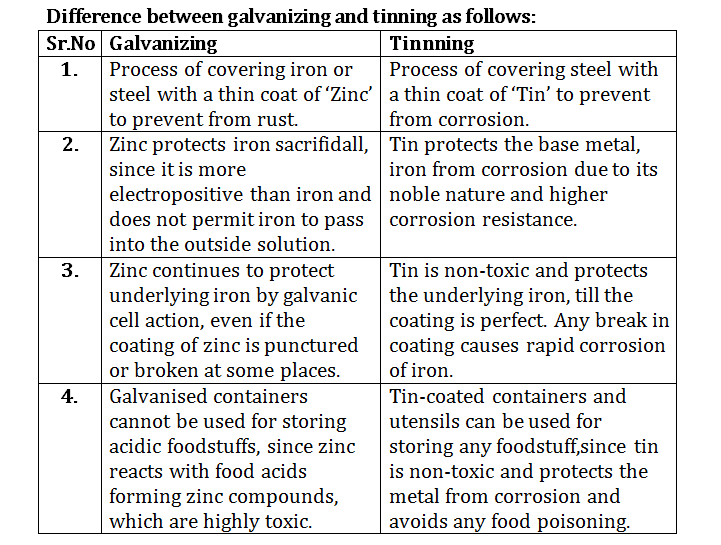 Difference between galvanizing and tinning as follows:
Sr.No Galvanizing Tinnning
1. Process of covering iron or
steel with a thin coat of ‘Zinc’
to prevent from rust.
Process of covering steel with
a thin coat of ‘Tin’ to prevent
from corrosion.
2. Zinc protects iron sacrifidall,
since it is more
electropositive than iron and
does not permit iron to pass
into the outside solution.
Tin protects the base metal,
iron from corrosion due to its
noble nature and higher
corrosion resistance.
3. Zinc continues to protect
underlying iron by galvanic
cell action, even if the
coating of zinc is punctured
or broken at some places.
Tin is non-toxic and protects
the underlying iron, till the
coating is perfect. Any break in
coating causes rapid corrosion
of iron.
4. Galvanised containers
cannot be used for storing
acidic foodstuffs, since zinc
reacts with food acids
forming zinc compounds,
which are highly toxic.
Tin-coated containers and
utensils can be used for
storing any foodstuff,since tin
is non-toxic and protects the
metal from corrosion and
avoids any food poisoning.